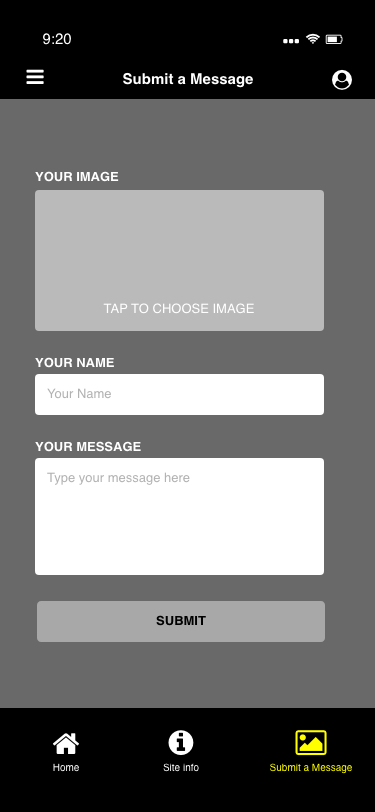 9:20
Submit a Message
YOUR IMAGE
TAP TO CHOOSE IMAGE
YOUR NAME
Your Name
YOUR MESSAGE
Type your message here
SUBMIT
Home
Site info
Submit a Message